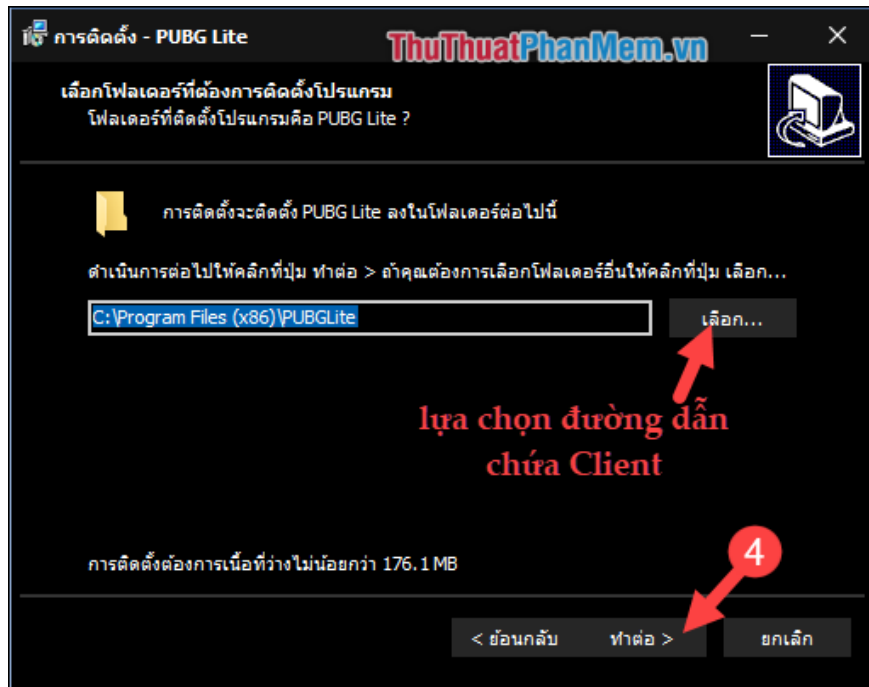 การติดตั้ง - PUBG Lite
ThuThuatPhanMem.vn
เลือกโฟลเดอร์ที่ต้องการติดตั้งโปรแกรม
โฟลเดอร์ที่ติดตั้งโปรแกรมคือ PUBG Lite ?
การติดตั้งจะติดตั้ง PUBG Lite ลงในโฟลเดอร์ต่อไปนี้
ดำเนินการต่อไปให้คลิกที่ปุ่ม ทำต่อ > ถ้าคุณต้องการเลือกโฟลเดอร์อื่นให้คลิกที่ปุ่ม เลือก...
C:\Program Files (x86)\PUBGLite
เลือก...
lựa chọn đường dẫn
chứa Client
การติดตั้งต้องการเนื้อที่ว่างไม่น้อยกว่า 176.1 MB
4
< ย้อนกลับ ทำต่อ > ยกเลิก